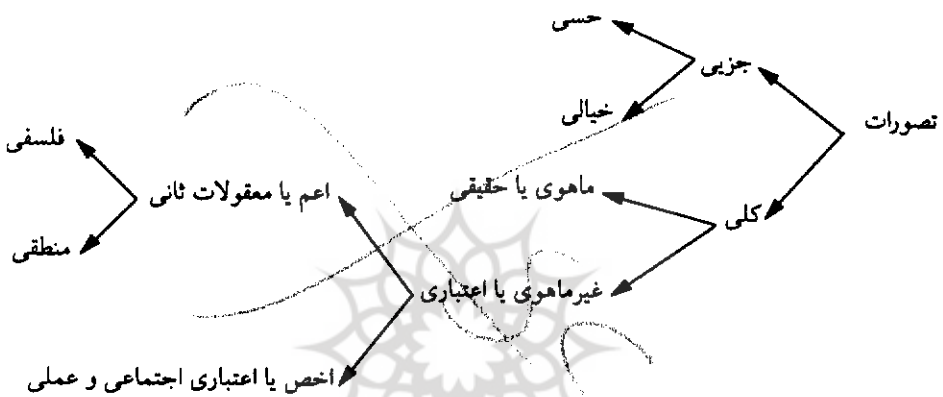 تصورات
جزیی
حسی
خیالی
کلی
ماهوی یا حقیقی
غیرماهوی یا اعتباری
اعم یا معقولات ثانی
فلسفی
منطقی
اخص یا اعتباری اجتماعی و عملی